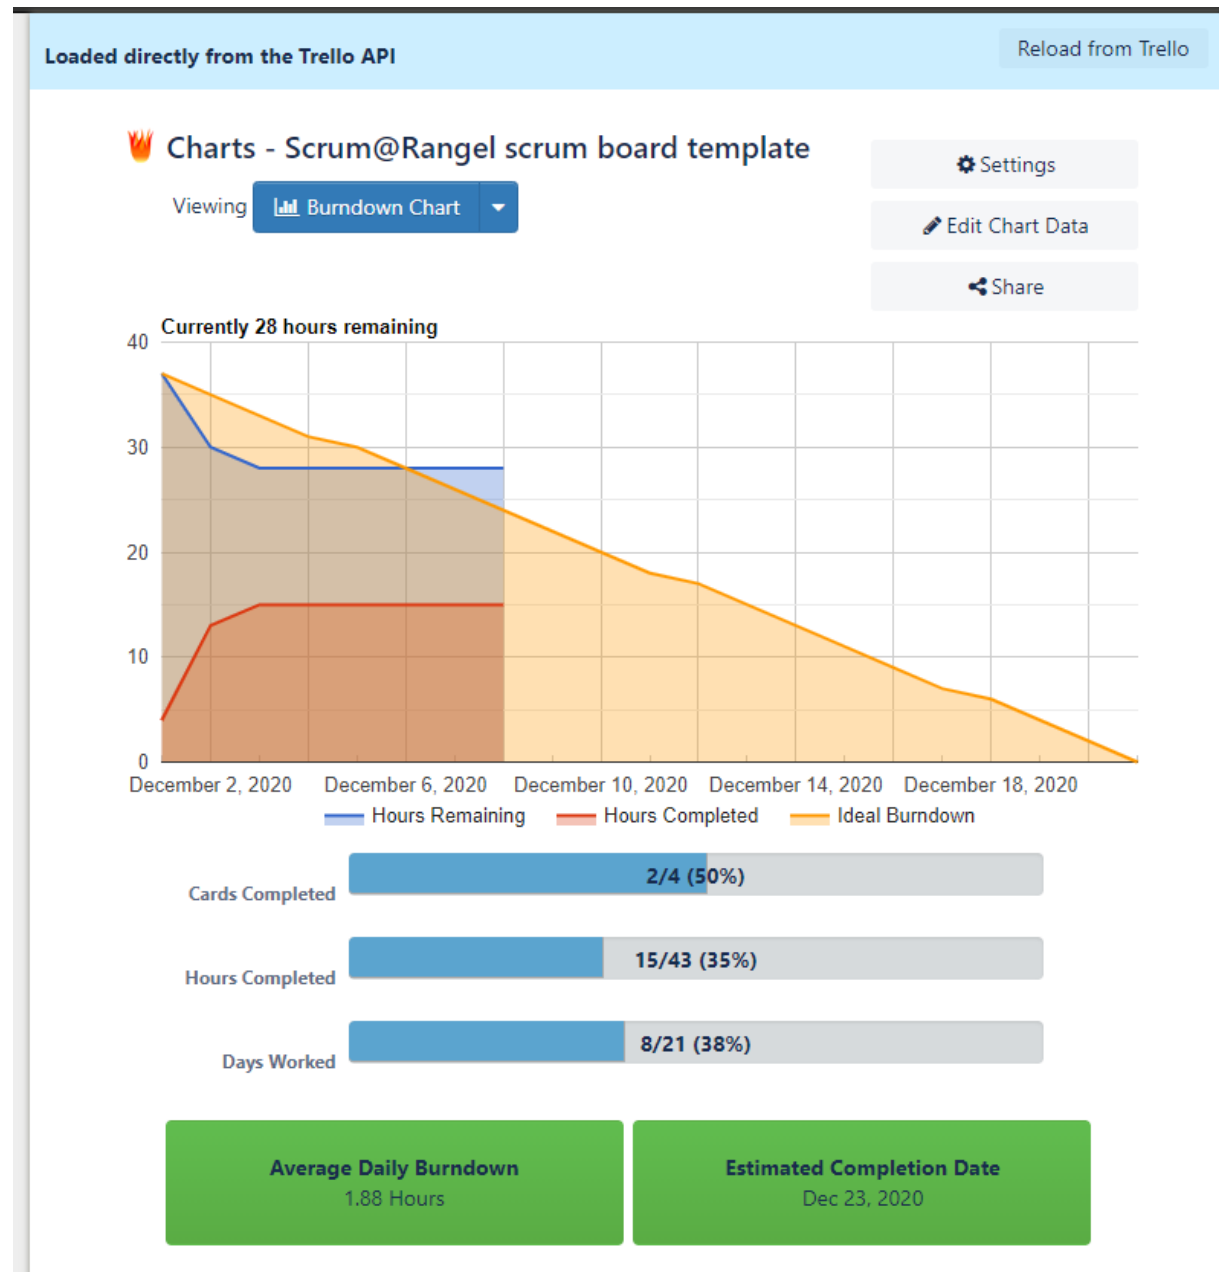 Loaded directly from the Trello API
Reload from Trello
Charts - Scrum@Rangel scrum board template
Settings
Viewing
Burndown Chart
Edit Chart Data
Share
Currently 28 hours remaining
40
30
20
10
0
December 2, 2020
December 6, 2020
December 10, 2020
December 14, 2020
December 18, 2020
Hours Remaining
Hours Completed
Ideal Burndown
Cards Completed
2/4 (50%)
Hours Completed
15/43 (35%)
Days Worked
8/21 (38%)
Average Daily Burndown
1.88 Hours
Estimated Completion Date
Dec 23, 2020